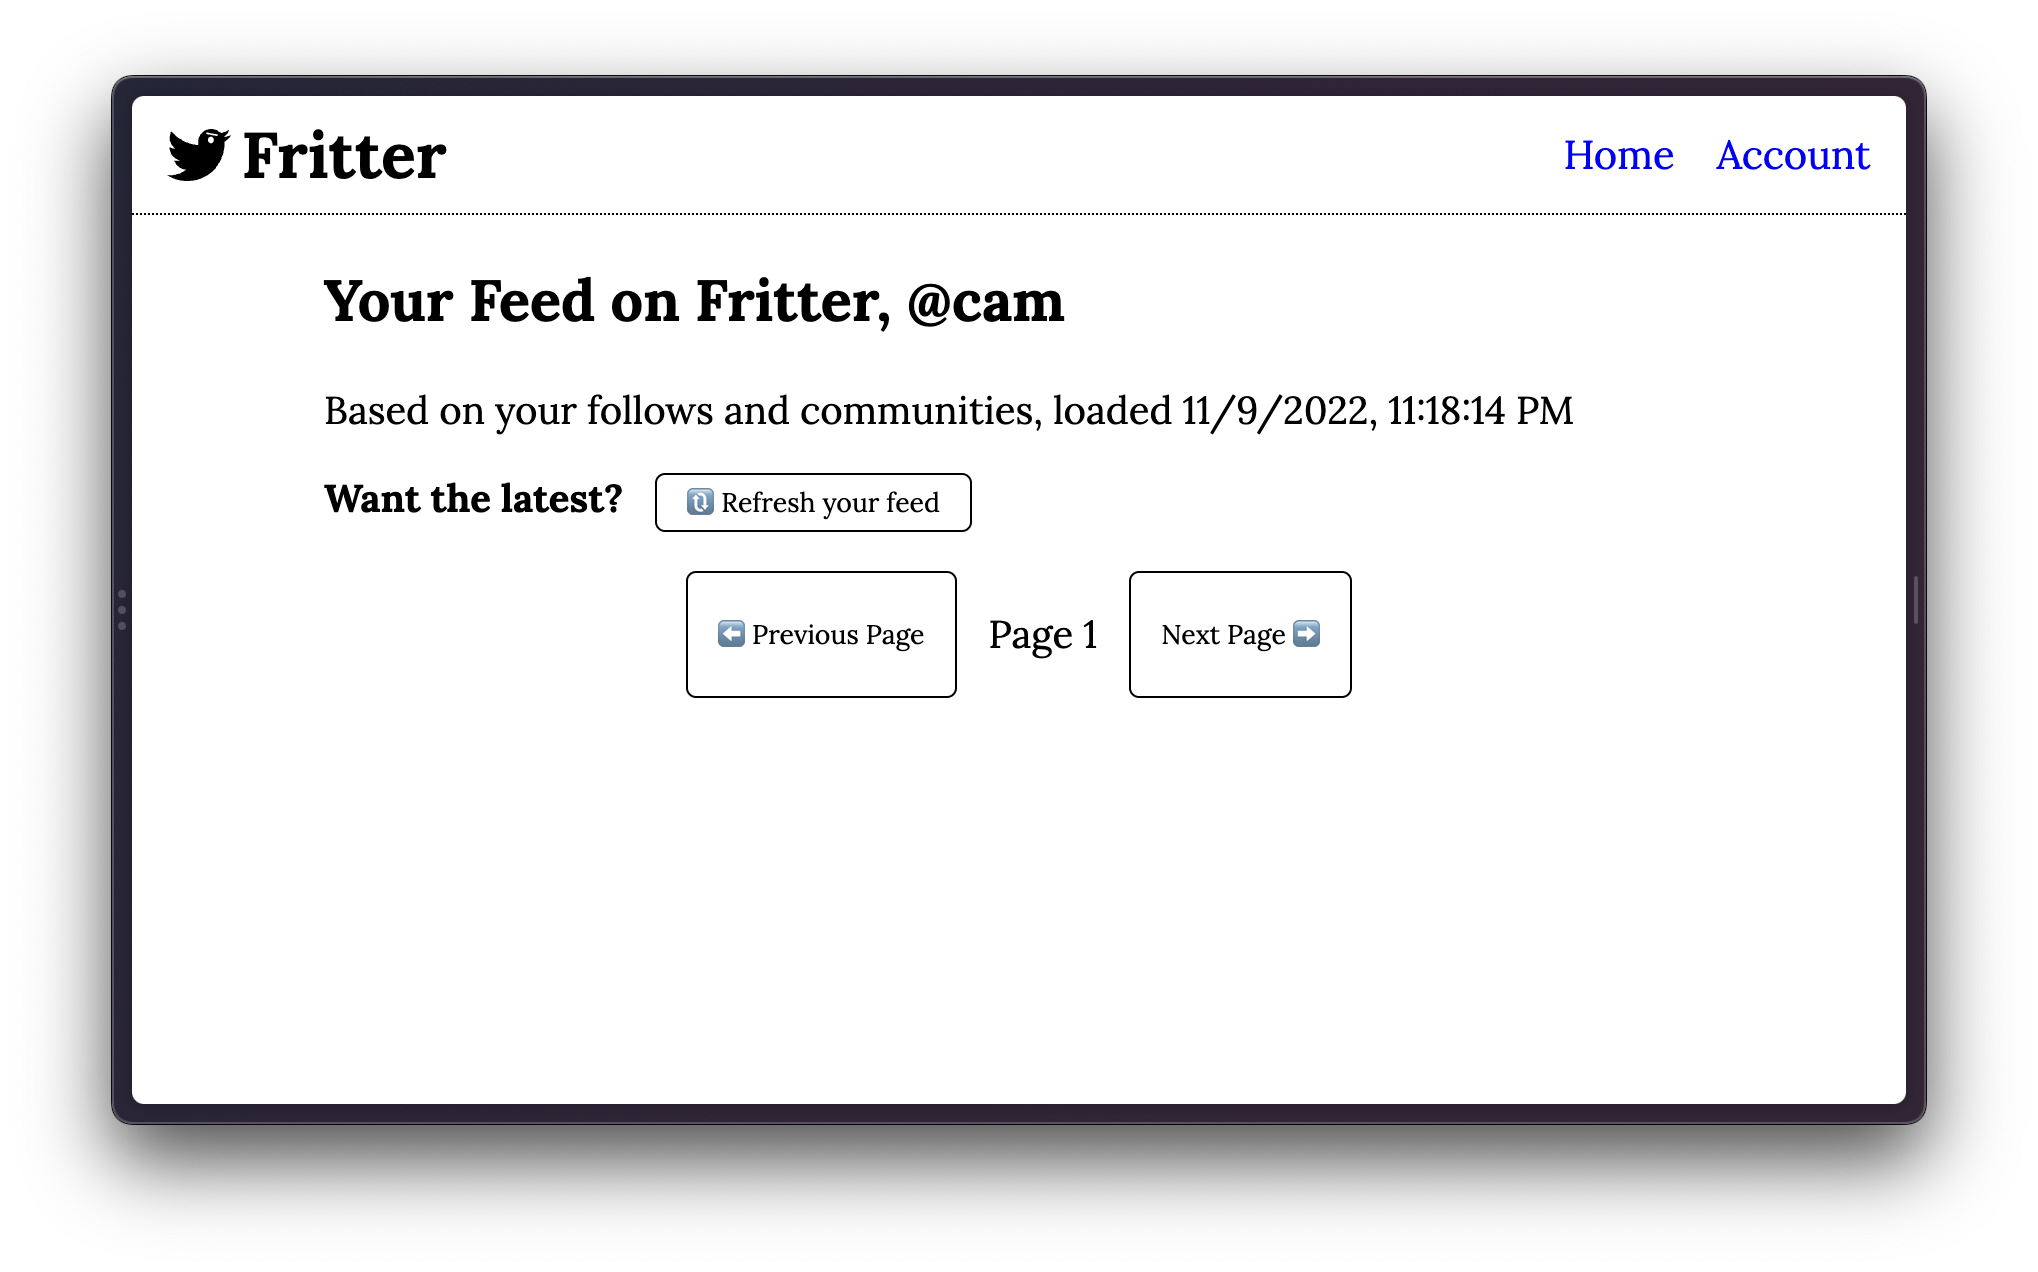 Fritter
Home Account
Your Feed on Fritter, @cam
Based on your follows and communities, loaded 11/9/2022, 11:18:14 PM
Want the latest? 🔃 Refresh your feed
⬅️ Previous Page Page 1 Next Page ➡️